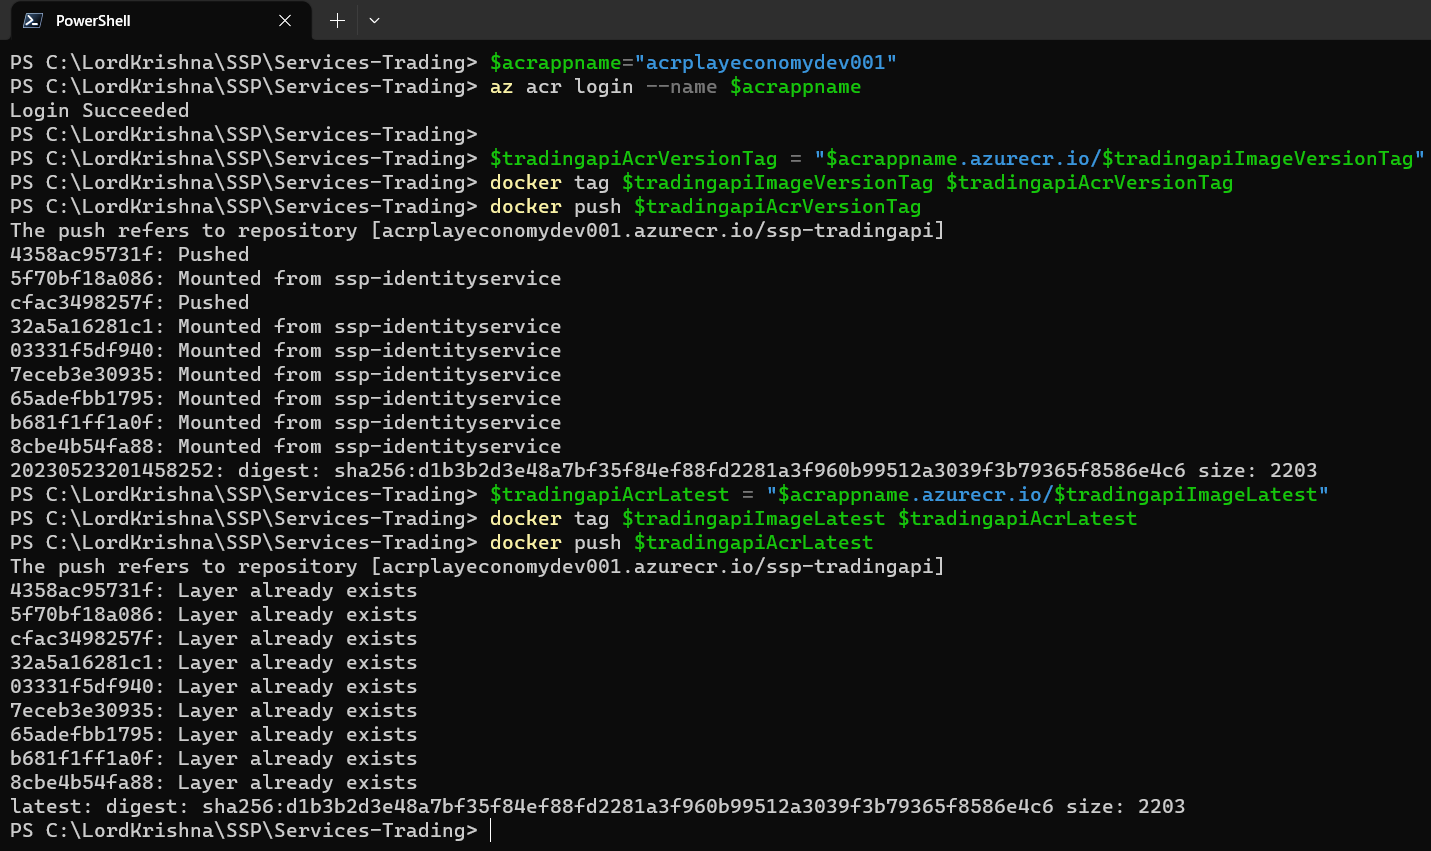 PowerShell
PS C:\LordKrishna\SSP\Services-Trading> $acrappname="acrplayeconomydev001"
PS C:\LordKrishna\SSP\Services-Trading> az acr login --name $acrappname
Login Succeeded
PS C:\LordKrishna\SSP\Services-Trading>
PS C:\LordKrishna\SSP\Services-Trading> $tradingapiAcrVersionTag = "$acrappname.azurecr.io/$tradingapiImageVersionTag"
PS C:\LordKrishna\SSP\Services-Trading> docker tag $tradingapiImageVersionTag $tradingapiAcrVersionTag
PS C:\LordKrishna\SSP\Services-Trading> docker push $tradingapiAcrVersionTag
The push refers to repository [acrplayeconomydev001.azurecr.io/ssp-tradingapi]
4358ac95731f: Pushed
5f70bf18a086: Mounted from ssp-identityservice
cfac3498257f: Pushed
32a5a16281c1: Mounted from ssp-identityservice
03331f5df940: Mounted from ssp-identityservice
7eceb3e30935: Mounted from ssp-identityservice
65adefbb1795: Mounted from ssp-identityservice
b681f1ff1a0f: Mounted from ssp-identityservice
8cbe4b54fa88: Mounted from ssp-identityservice
20230523201458252: digest: sha256:d1b3b2d3e48a7bf35f84ef88fd2281a3f960b99512a3039f3b79365f8586e4c6 size: 2203
PS C:\LordKrishna\SSP\Services-Trading> $tradingapiAcrLatest = "$acrappname.azurecr.io/$tradingapiImageLatest"
PS C:\LordKrishna\SSP\Services-Trading> docker tag $tradingapiImageLatest $tradingapiAcrLatest
PS C:\LordKrishna\SSP\Services-Trading> docker push $tradingapiAcrLatest
The push refers to repository [acrplayeconomydev001.azurecr.io/ssp-tradingapi]
4358ac95731f: Layer already exists
5f70bf18a086: Layer already exists
cfac3498257f: Layer already exists
32a5a16281c1: Layer already exists
03331f5df940: Layer already exists
7eceb3e30935: Layer already exists
65adefbb1795: Layer already exists
b681f1ff1a0f: Layer already exists
8cbe4b54fa88: Layer already exists
latest: digest: sha256:d1b3b2d3e48a7bf35f84ef88fd2281a3f960b99512a3039f3b79365f8586e4c6 size: 2203
PS C:\LordKrishna\SSP\Services-Trading>